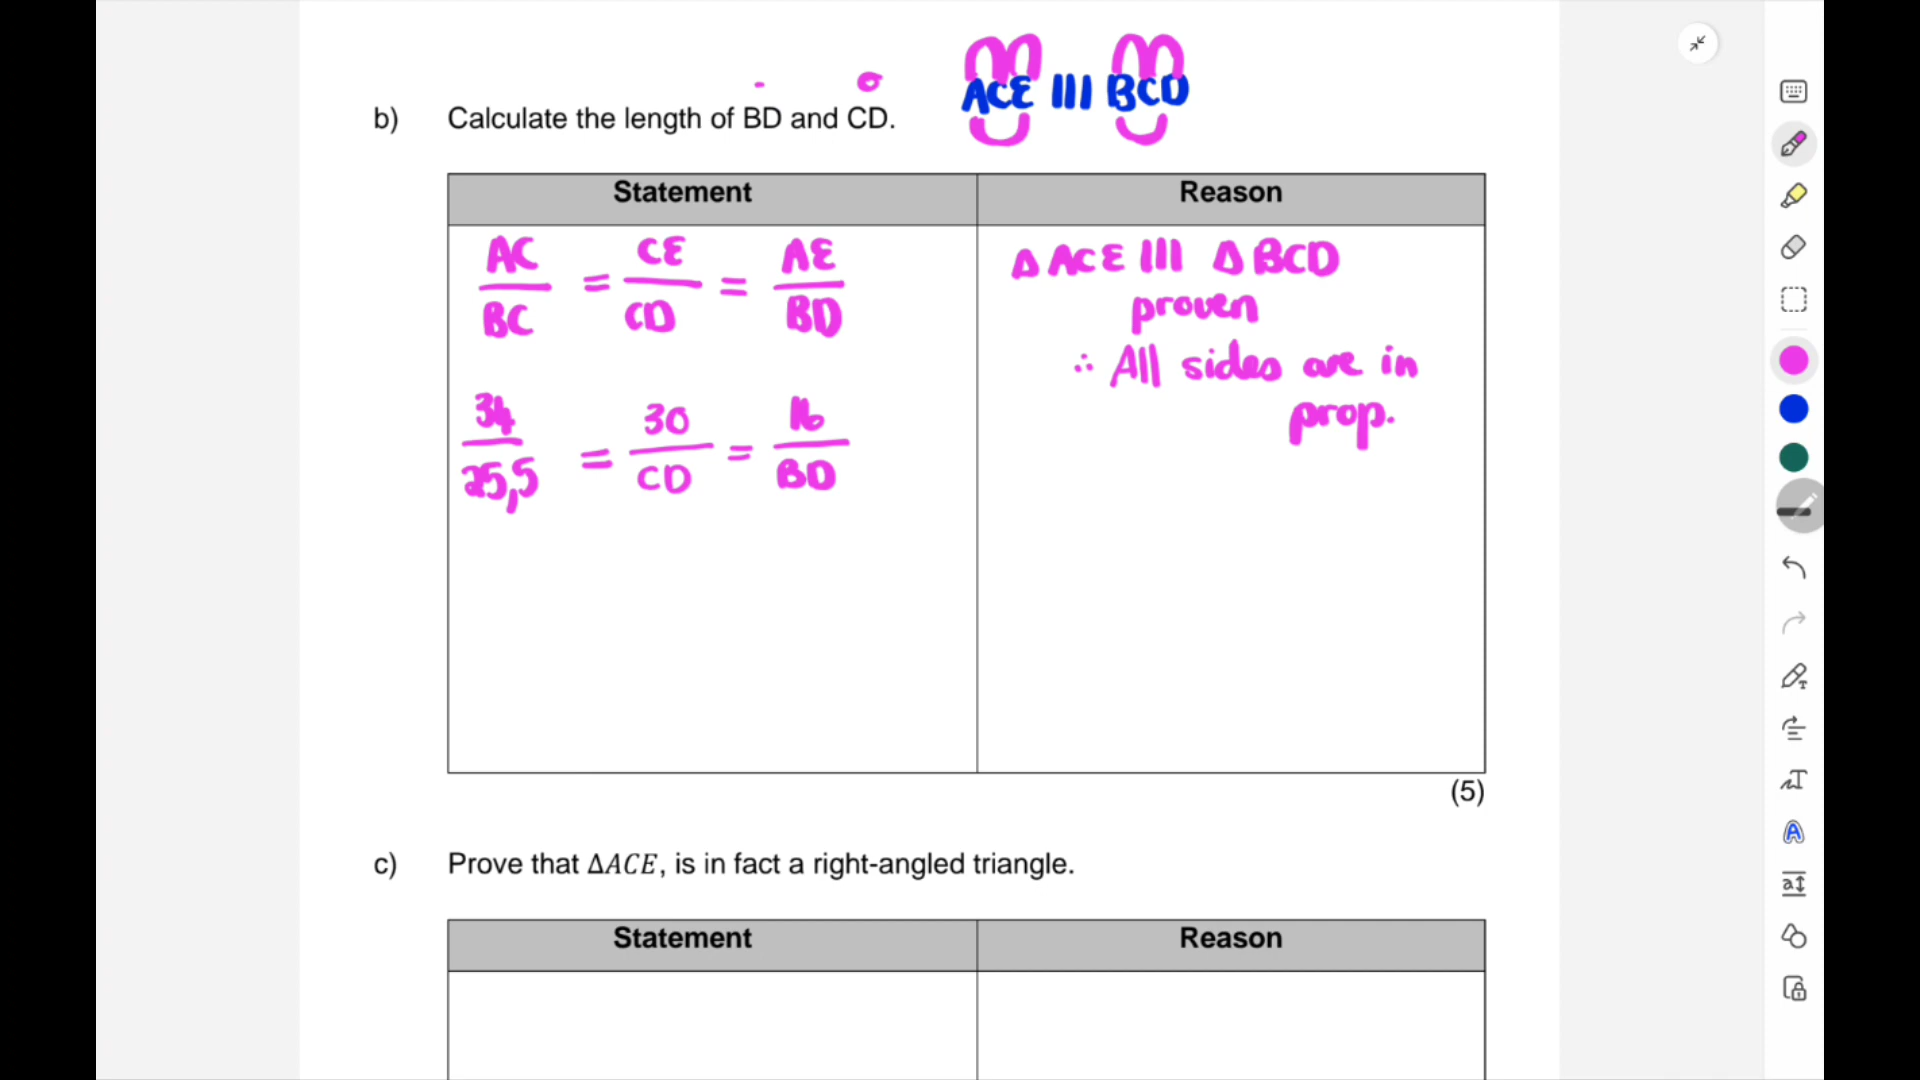 ACE ||| BCD
b) Calculate the length of BD and CD.
Statement Reason
AC/BC = CE/CD = AE/BD
Δ ACE ||| Δ BCD
proven
∴ All sides are in
prop.
34/25,5 = 30/CD = 16/BD
(5)
c) Prove that ΔACE, is in fact a right-angled triangle.
Statement Reason